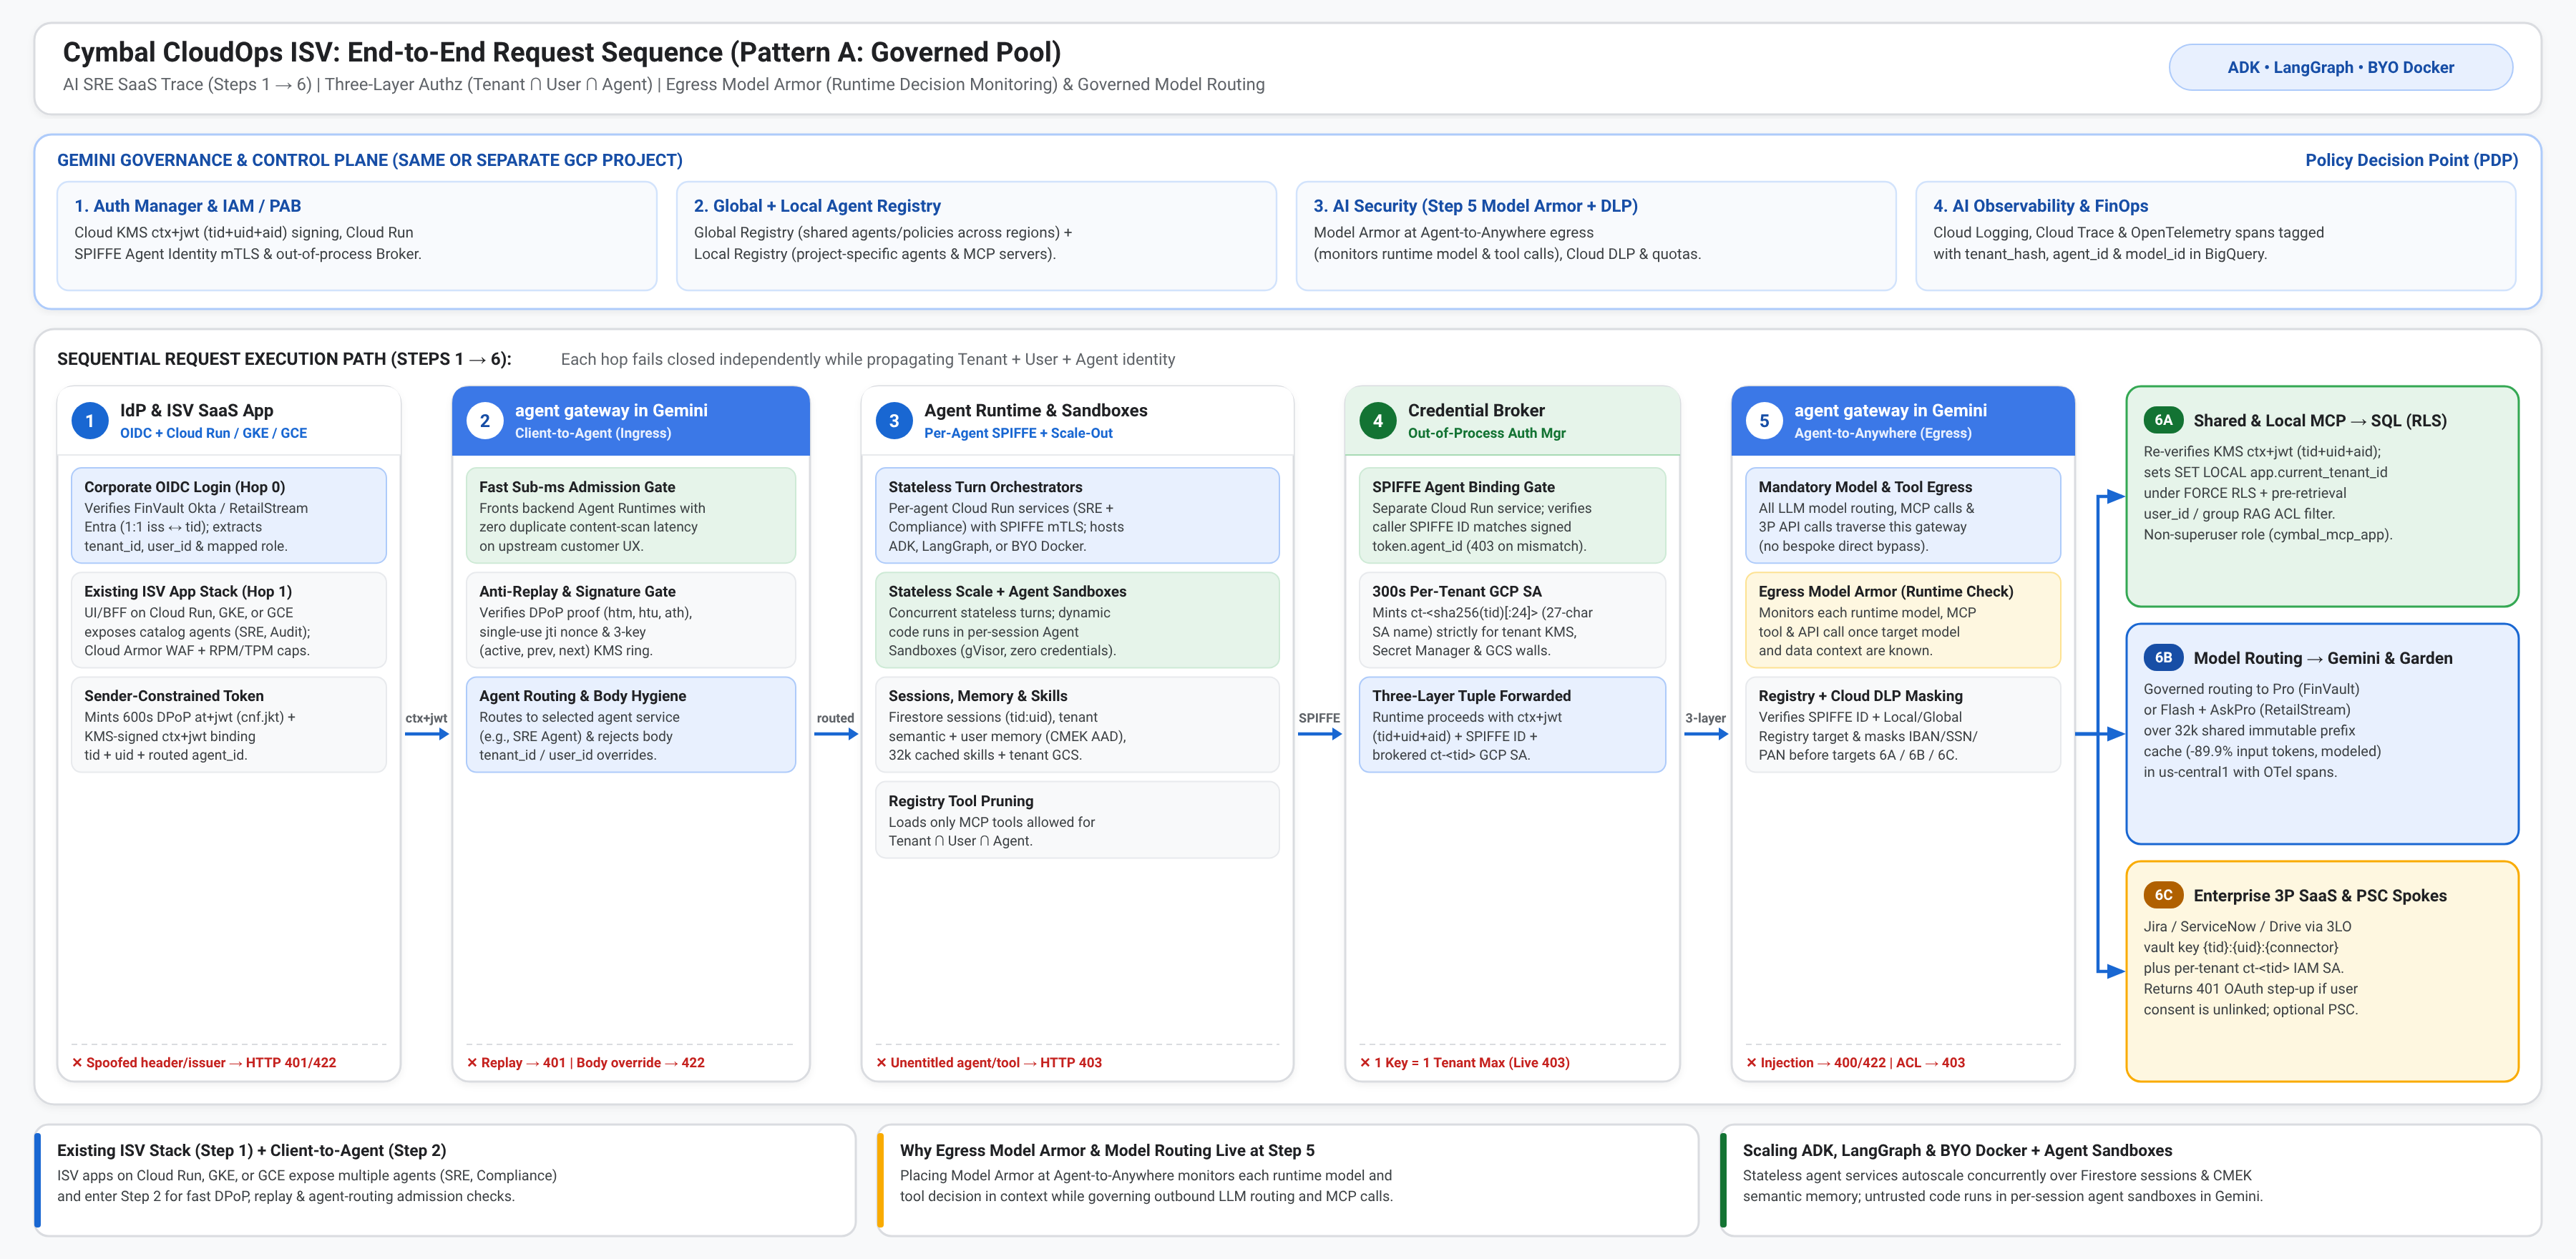 Cymbal CloudOps ISV: End-to-End Request Sequence (Pattern A: Governed Pool)
AI SRE SaaS Trace (Steps 1 → 6) | Three-Layer Authz (Tenant ∩ User ∩ Agent) | Egress Model Armor (Runtime Decision Monitoring) & Governed Model Routing
ADK • LangGraph • BYO Docker
GEMINI GOVERNANCE & CONTROL PLANE (SAME OR SEPARATE GCP PROJECT)
Policy Decision Point (PDP)
1. Auth Manager & IAM / PAB
Cloud KMS ctx+jwt (tid+uid+aid) signing, Cloud Run
SPIFFE Agent Identity mTLS & out-of-process Broker.
2. Global + Local Agent Registry
Global Registry (shared agents/policies across regions) +
Local Registry (project-specific agents & MCP servers).
3. AI Security (Step 5 Model Armor + DLP)
Model Armor at Agent-to-Anywhere egress
(monitors runtime model & tool calls), Cloud DLP & quotas.
4. AI Observability & FinOps
Cloud Logging, Cloud Trace & OpenTelemetry spans tagged
with tenant_hash, agent_id & model_id in BigQuery.
SEQUENTIAL REQUEST EXECUTION PATH (STEPS 1 → 6):
Each hop fails closed independently while propagating Tenant + User + Agent identity
1
IdP & ISV SaaS App
OIDC + Cloud Run / GKE / GCE
Corporate OIDC Login (Hop 0)
Verifies FinVault Okta / RetailStream
Entra (1:1 iss ↔ tid); extracts
tenant_id, user_id & mapped role.
Existing ISV App Stack (Hop 1)
UI/BFF on Cloud Run, GKE, or GCE
exposes catalog agents (SRE, Audit);
Cloud Armor WAF + RPM/TPM caps.
Sender-Constrained Token
Mints 600s DPoP at+jwt (cnf.jkt) +
KMS-signed ctx+jwt binding
tid + uid + routed agent_id.
✕ Spoofed header/issuer → HTTP 401/422
ctx+jwt
2
agent gateway in Gemini
Client-to-Agent (Ingress)
Fast Sub-ms Admission Gate
Fronts backend Agent Runtimes with
zero duplicate content-scan latency
on upstream customer UX.
Anti-Replay & Signature Gate
Verifies DPoP proof (htm, htu, ath),
single-use jti nonce & 3-key
(active, prev, next) KMS ring.
Agent Routing & Body Hygiene
Routes to selected agent service
(e.g., SRE Agent) & rejects body
tenant_id / user_id overrides.
✕ Replay → 401 | Body override → 422
routed
3
Agent Runtime & Sandboxes
Per-Agent SPIFFE + Scale-Out
Stateless Turn Orchestrators
Per-agent Cloud Run services (SRE +
Compliance) with SPIFFE mTLS; hosts
ADK, LangGraph, or BYO Docker.
Stateless Scale + Agent Sandboxes
Concurrent stateless turns; dynamic
code runs in per-session Agent
Sandboxes (gVisor, zero credentials).
Sessions, Memory & Skills
Firestore sessions (tid:uid), tenant
semantic + user memory (CMEK AAD),
32k cached skills + tenant GCS.
Registry Tool Pruning
Loads only MCP tools allowed for
Tenant ∩ User ∩ Agent.
✕ Unentitled agent/tool → HTTP 403
SPIFFE
4
Credential Broker
Out-of-Process Auth Mgr
SPIFFE Agent Binding Gate
Separate Cloud Run service; verifies
caller SPIFFE ID matches signed
token.agent_id (403 on mismatch).
300s Per-Tenant GCP SA
Mints ct-<sha256(tid)[:24]> (27-char
SA name) strictly for tenant KMS,
Secret Manager & GCS walls.
Three-Layer Tuple Forwarded
Runtime proceeds with ctx+jwt
(tid+uid+aid) + SPIFFE ID +
brokered ct-<tid> GCP SA.
✕ 1 Key = 1 Tenant Max (Live 403)
3-layer
5
agent gateway in Gemini
Agent-to-Anywhere (Egress)
Mandatory Model & Tool Egress
All LLM model routing, MCP calls &
3P API calls traverse this gateway
(no bespoke direct bypass).
Egress Model Armor (Runtime Check)
Monitors each runtime model, MCP
tool & API call once target model
and data context are known.
Registry + Cloud DLP Masking
Verifies SPIFFE ID + Local/Global
Registry target & masks IBAN/SSN/
PAN before targets 6A / 6B / 6C.
✕ Injection → 400/422 | ACL → 403
6A
Shared & Local MCP → SQL (RLS)
Re-verifies KMS ctx+jwt (tid+uid+aid);
sets SET LOCAL app.current_tenant_id
under FORCE RLS + pre-retrieval
user_id / group RAG ACL filter.
Non-superuser role (cymbal_mcp_app).
6B
Model Routing → Gemini & Garden
Governed routing to Pro (FinVault)
or Flash + AskPro (RetailStream)
over 32k shared immutable prefix
cache (-89.9% input tokens, modeled)
in us-central1 with OTel spans.
6C
Enterprise 3P SaaS & PSC Spokes
Jira / ServiceNow / Drive via 3LO
vault key {tid}:{uid}:{connector}
plus per-tenant ct-<tid> IAM SA.
Returns 401 OAuth step-up if user
consent is unlinked; optional PSC.
Existing ISV Stack (Step 1) + Client-to-Agent (Step 2)
ISV apps on Cloud Run, GKE, or GCE expose multiple agents (SRE, Compliance)
and enter Step 2 for fast DPoP, replay & agent-routing admission checks.
Why Egress Model Armor & Model Routing Live at Step 5
Placing Model Armor at Agent-to-Anywhere monitors each runtime model and
tool decision in context while governing outbound LLM routing and MCP calls.
Scaling ADK, LangGraph & BYO Docker + Agent Sandboxes
Stateless agent services autoscale concurrently over Firestore sessions & CMEK
semantic memory; untrusted code runs in per-session agent sandboxes in Gemini.